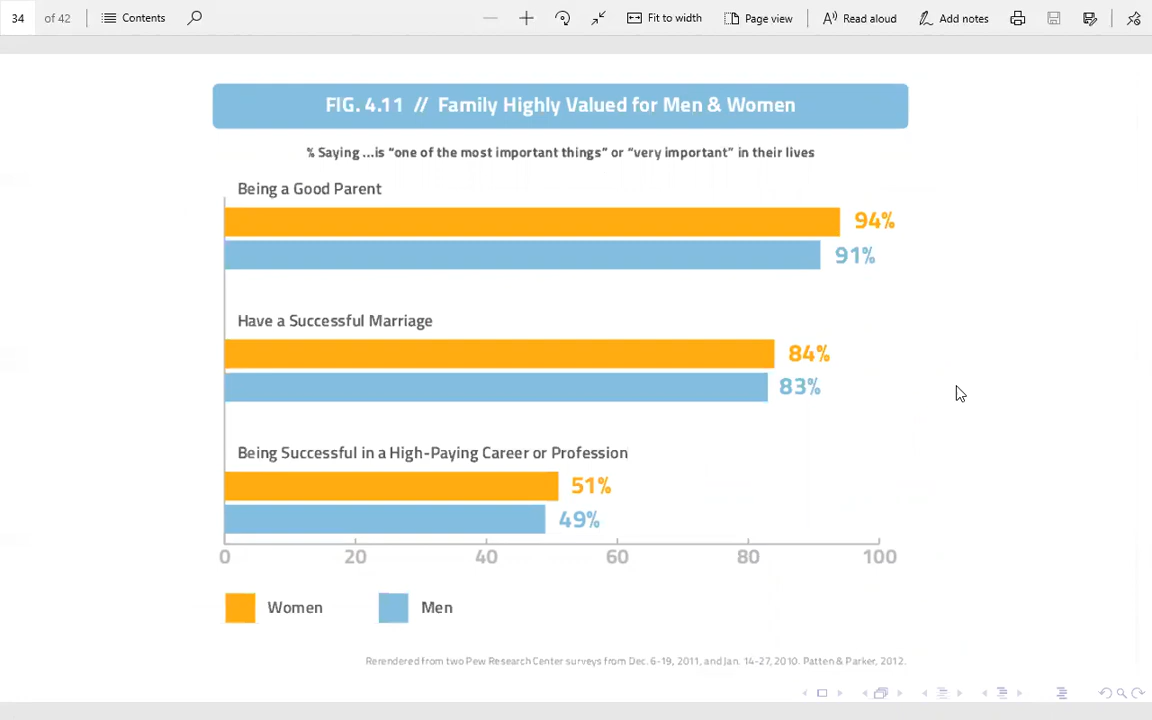 34 of 42 Contents Fit to width Page view Read aloud Add notes
FIG. 4.11 // Family Highly Valued for Men & Women
% Saying ...is “one of the most important things” or “very important” in their lives
Being a Good Parent
94%
91%
Have a Successful Marriage
84%
83%
Being Successful in a High-Paying Career or Profession
51%
49%
0 20 40 60 80 100
Women Men
Rerendered from two Pew Research Center surveys from Dec. 6-19, 2011, and Jan. 14-27, 2010. Patten & Parker, 2012.